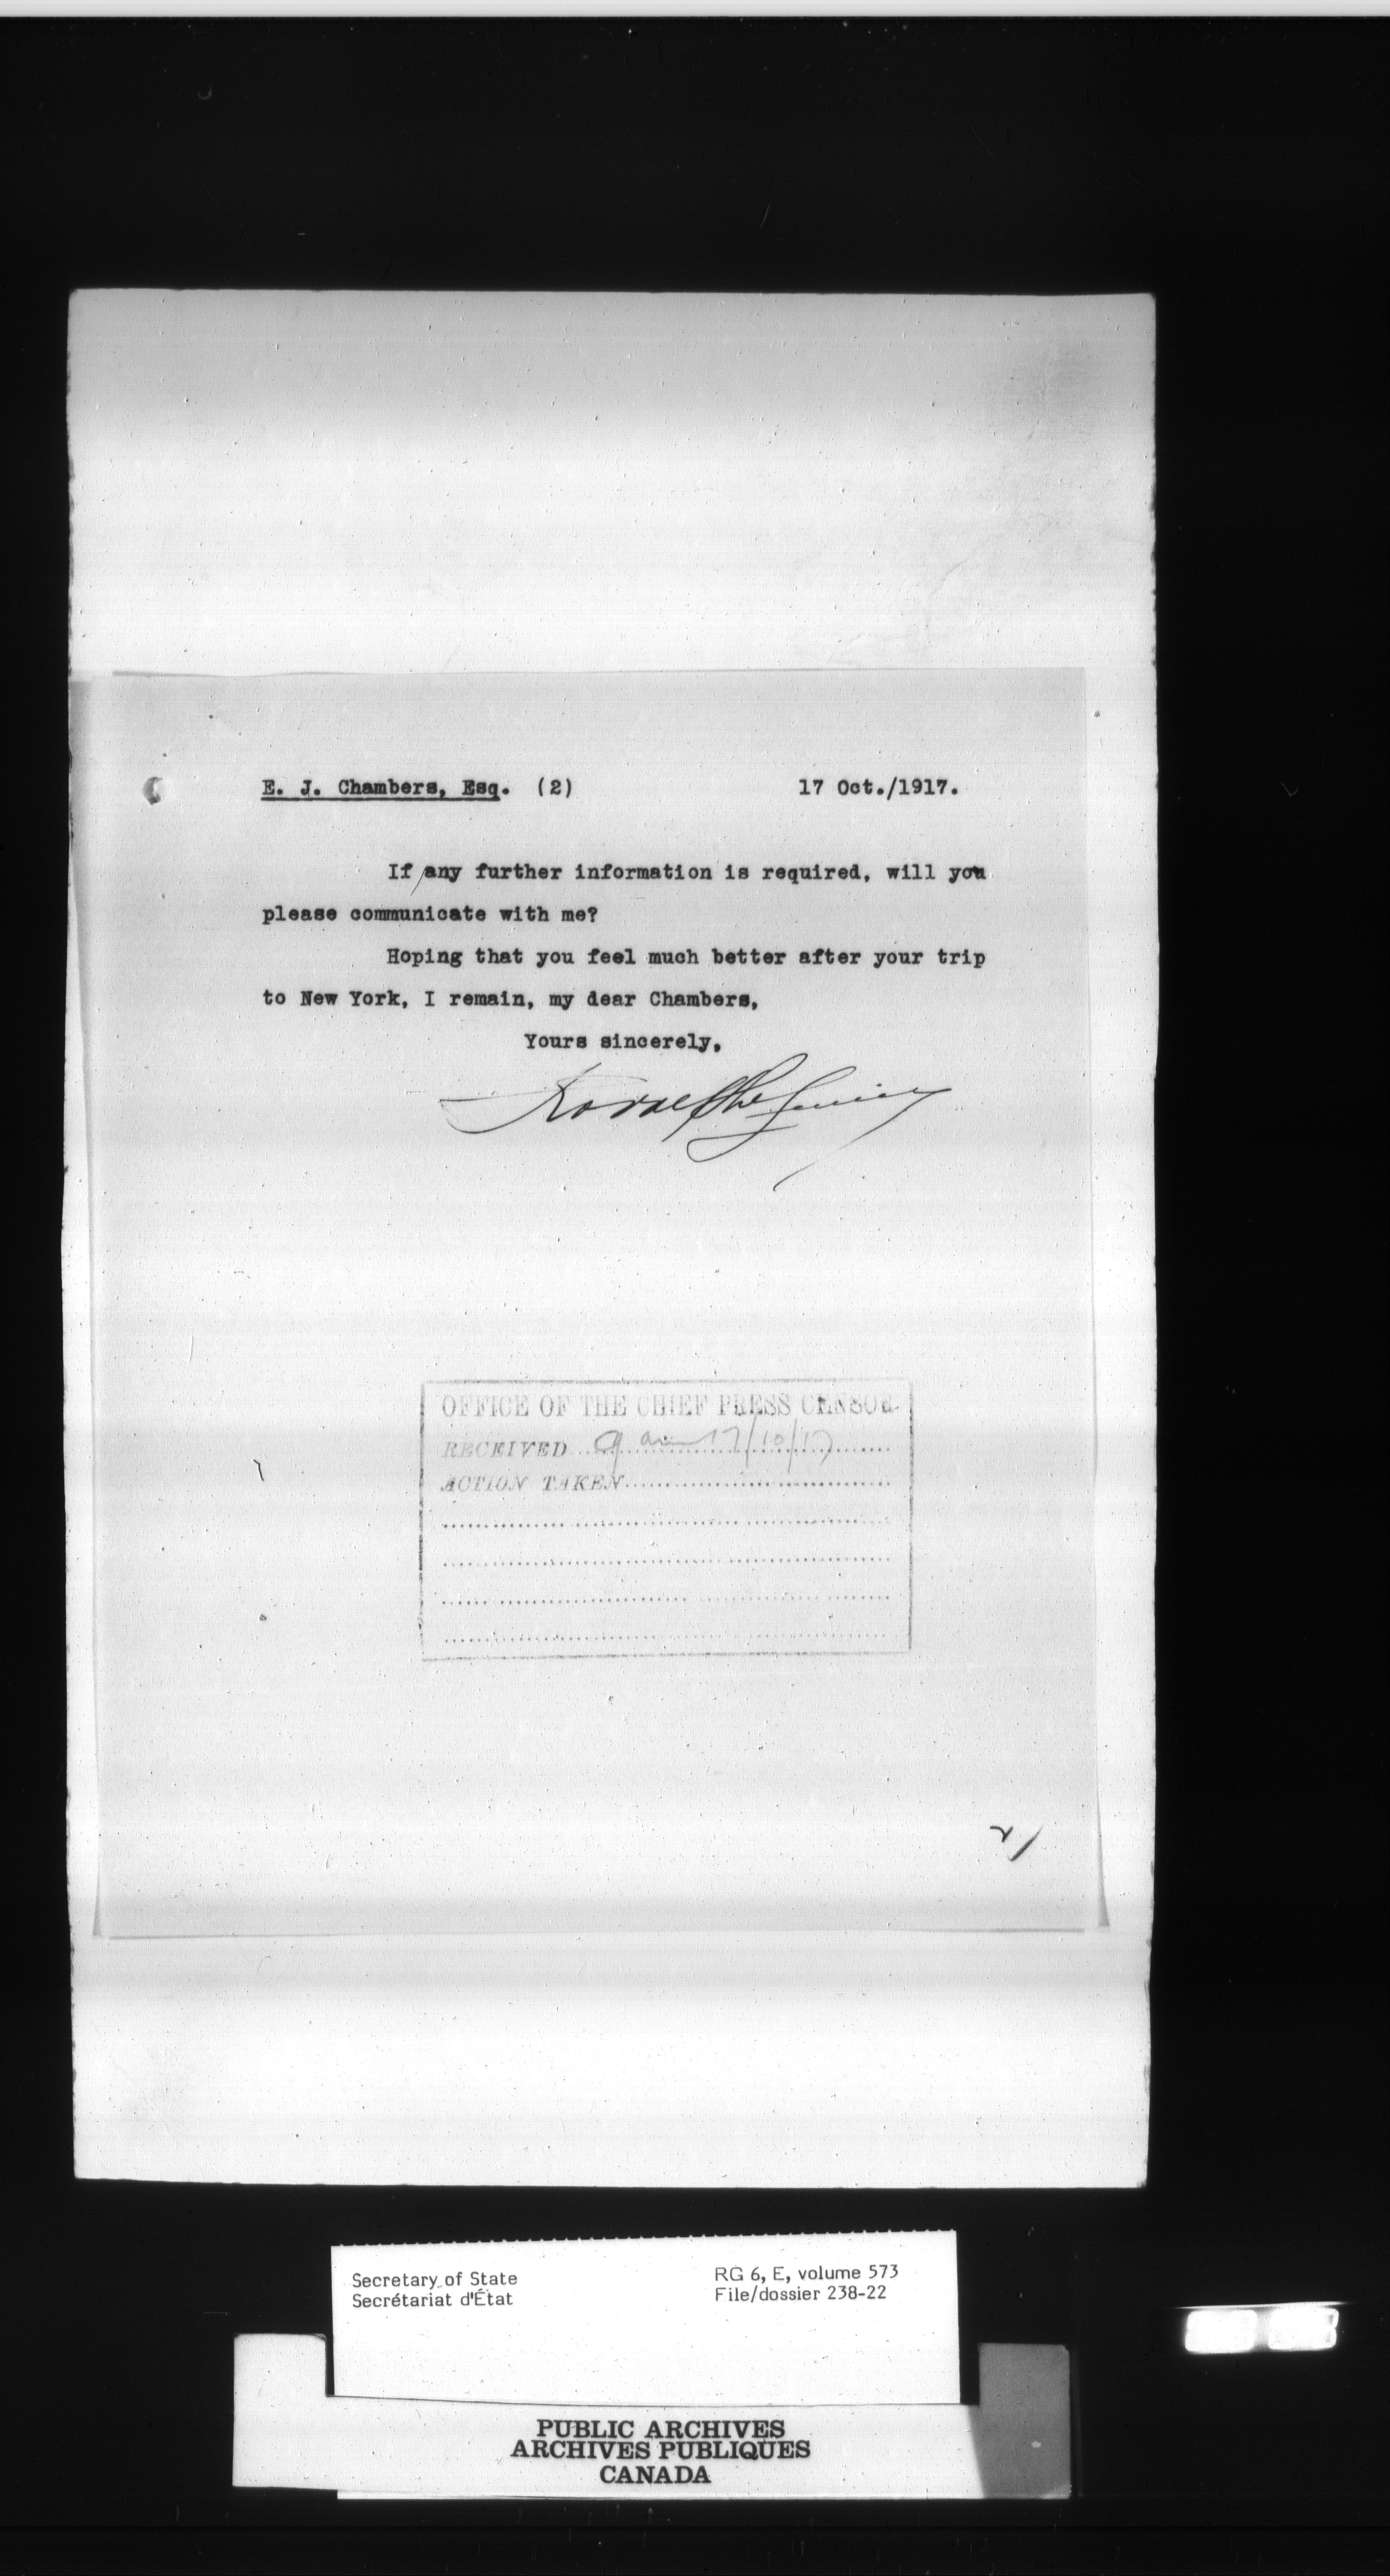 E. J. Chambers, Esq. (2) 17 Oct./1917.
If any further information is required, will you
please communicate with me?
Hoping that you feel much better after your trip
to New York, I remain, my dear Chambers,
Yours sincerely,
OFFICE OF THE CHIEF PRESS CENSOR
RECEIVED 9 am 17/10/17
ACTION TAKEN
2/
Secretary of State
Secrétariat d'État
RG 6, E, volume 573
File/dossier 238-22
PUBLIC ARCHIVES
ARCHIVES PUBLIQUES
CANADA